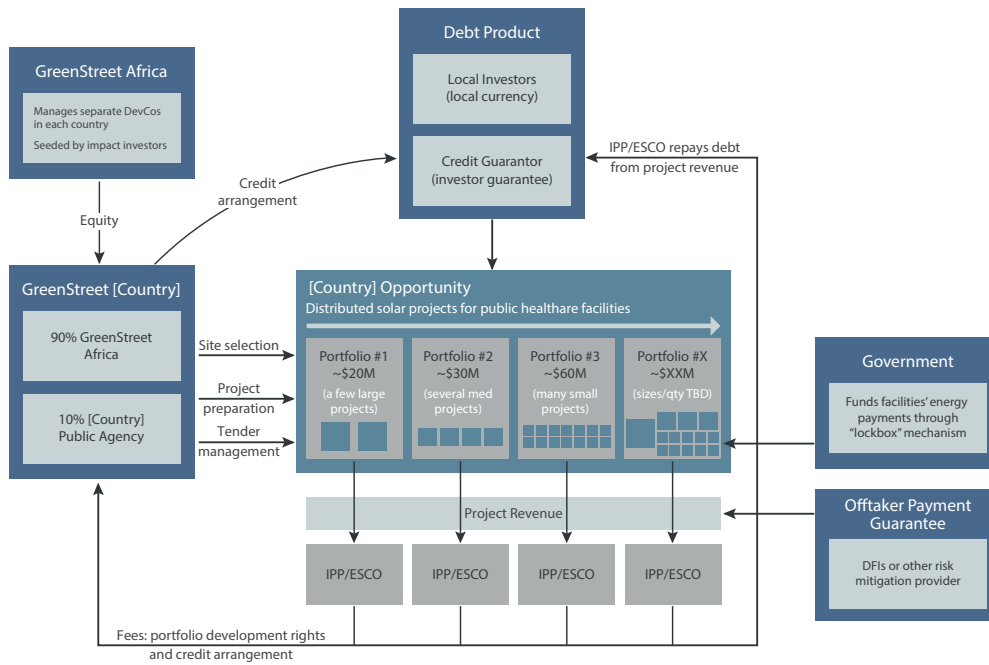 GreenStreet Africa
Manages separate DevCos
in each country
Seeded by impact investors
Equity
Credit
arrangement
Debt Product
Local Investors
(local currency)
Credit Guarantor
(investor guarantee)
IPP/ESCO repays debt
from project revenue
GreenStreet [Country]
90% GreenStreet
Africa
10% [Country]
Public Agency
Site selection
Project
preparation
Tender
management
[Country] Opportunity
Distributed solar projects for public healthcare facilities
Portfolio #1
~$20M
(a few large
projects)
Portfolio #2
~$30M
(several med
projects)
Portfolio #3
~$60M
(many small
projects)
Portfolio #X
~$XXM
(sizes/qty TBD)
Government
Funds facilities’ energy
payments through
“lockbox” mechanism
Project Revenue
Offtaker Payment
Guarantee
DFIs or other risk
mitigation provider
IPP/ESCO
IPP/ESCO
IPP/ESCO
IPP/ESCO
Fees: portfolio development rights
and credit arrangement